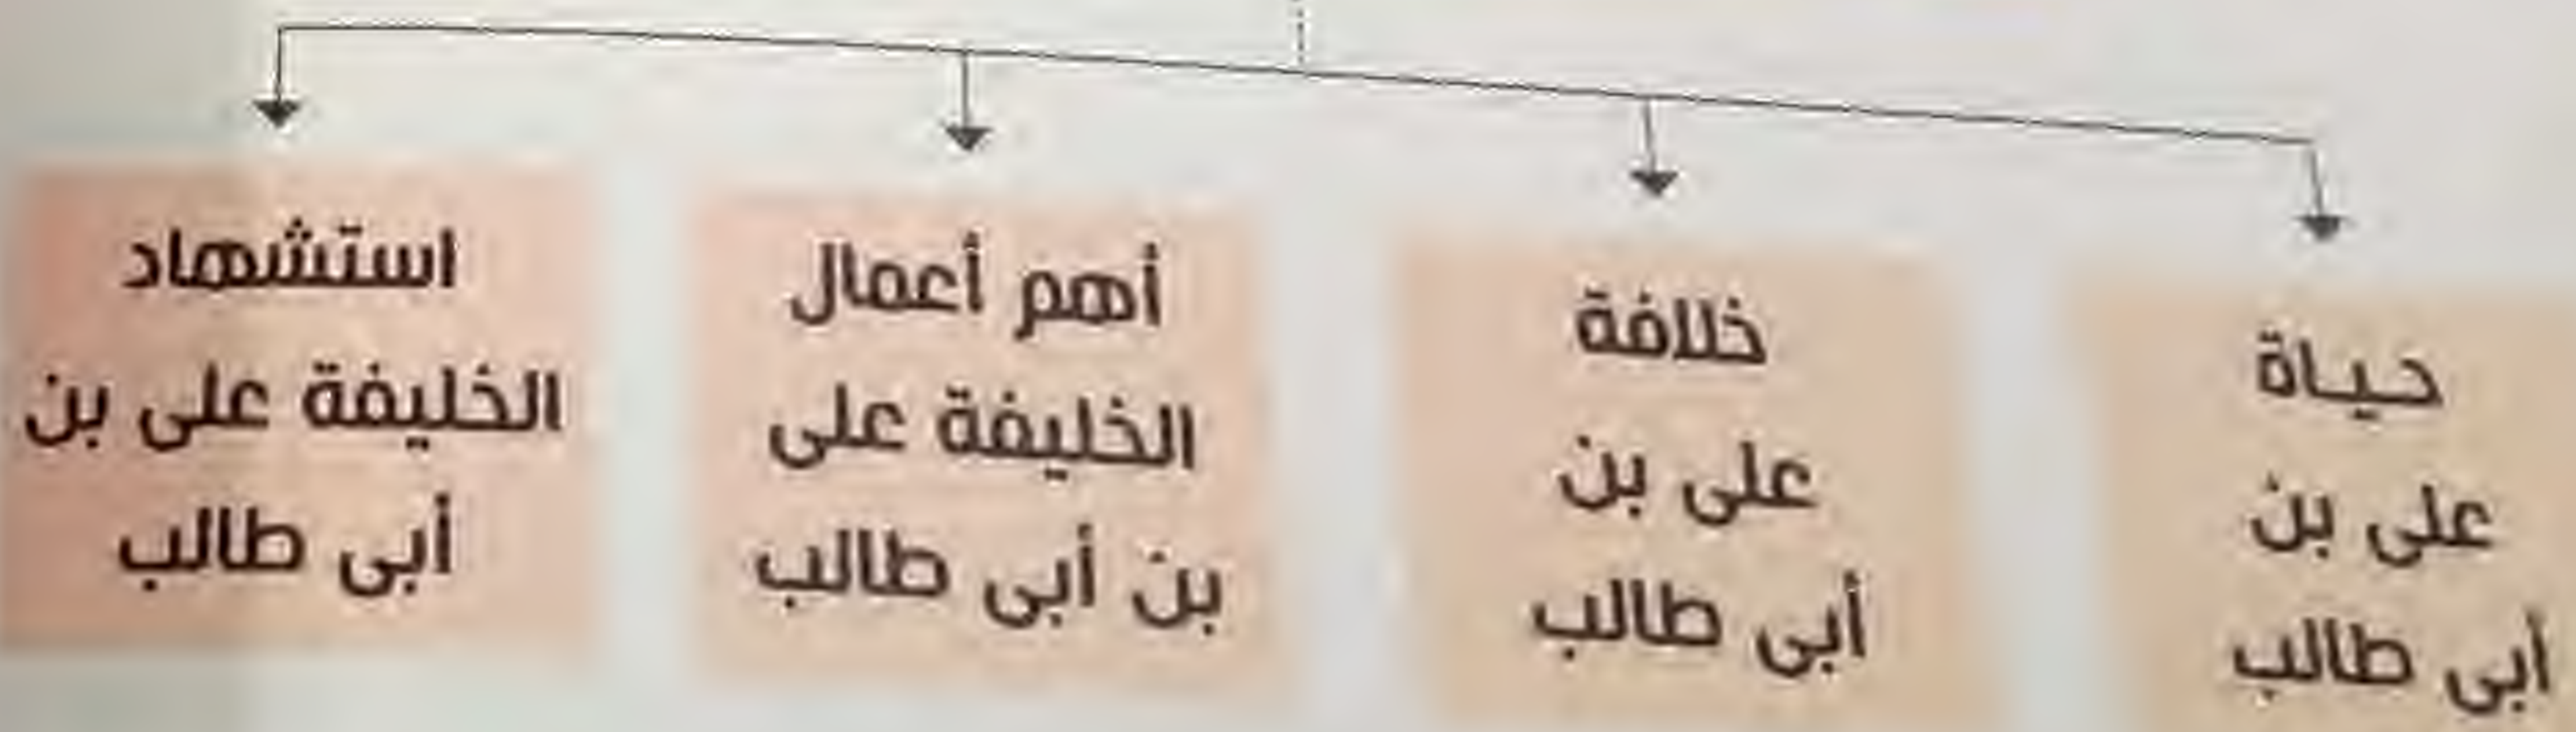 حياة
على بن
أبى طالب
خلافة
على بن
أبى طالب
أهم أعمال
الخليفة على
بن أبى طالب
استشهاد
الخليفة على بن
أبى طالب